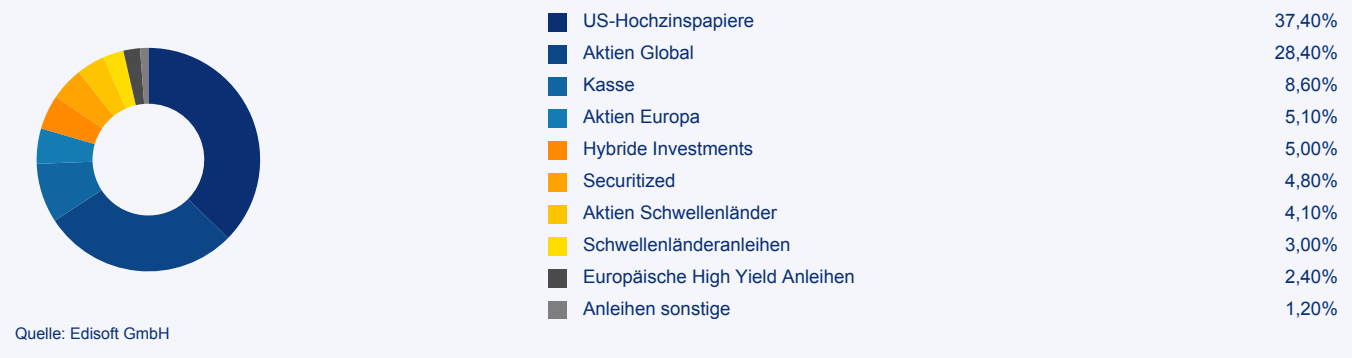 US-Hochzinspapiere 37,40%
Aktien Global 28,40%
Kasse 8,60%
Aktien Europa 5,10%
Hybride Investments 5,00%
Securitized 4,80%
Aktien Schwellenländer 4,10%
Schwellenländeranleihen 3,00%
Europäische High Yield Anleihen 2,40%
Anleihen sonstige 1,20%
Quelle: Edisoft GmbH